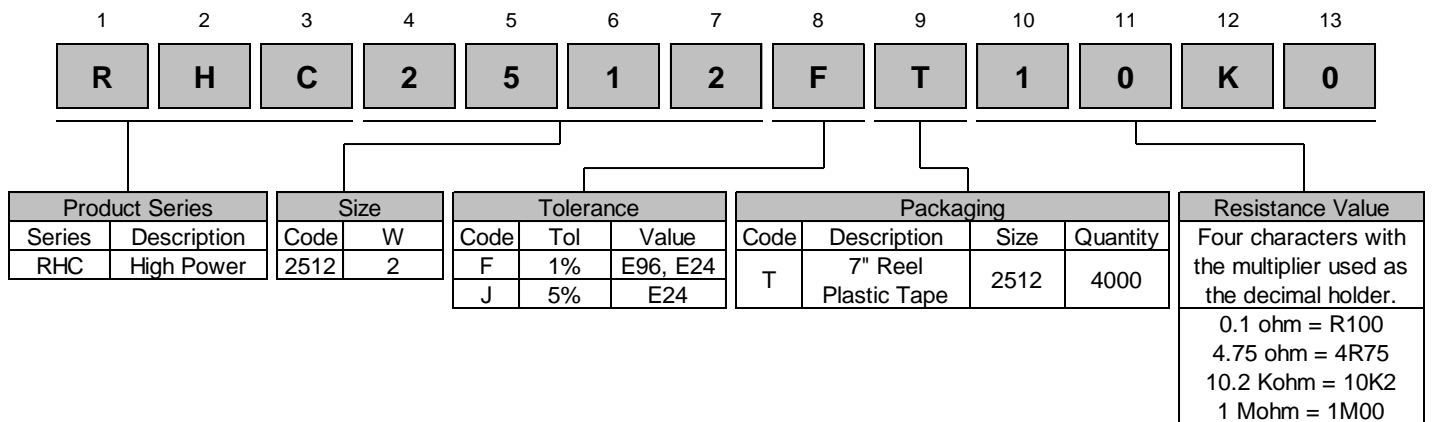 1 2 3 4 5 6 7 8 9 10 11 12 13
R H C 2 5 1 2 F T 1 0 K 0
Product Series
Series Description
RHC High Power
Size
Code W
2512 2
Tolerance
Code Tol Value
F 1% E96, E24
J 5% E24
Packaging
Code Description Size Quantity
T 7" Reel Plastic Tape 2512 4000
Resistance Value
Four characters with
the multiplier used as
the decimal holder.
0.1 ohm = R100
4.75 ohm = 4R75
10.2 Kohm = 10K2
1 Mohm = 1M00